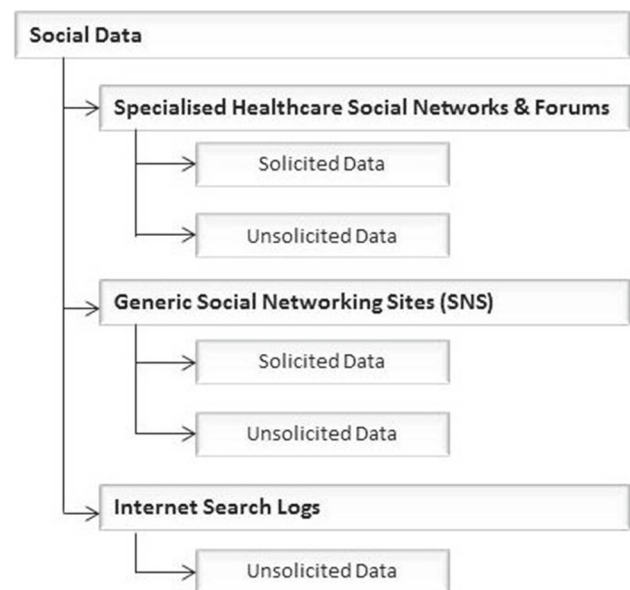 Social Data
Specialised Healthcare Social Networks & Forums
Solicited Data
Unsolicited Data
Generic Social Networking Sites (SNS)
Solicited Data
Unsolicited Data
Internet Search Logs
Unsolicited Data